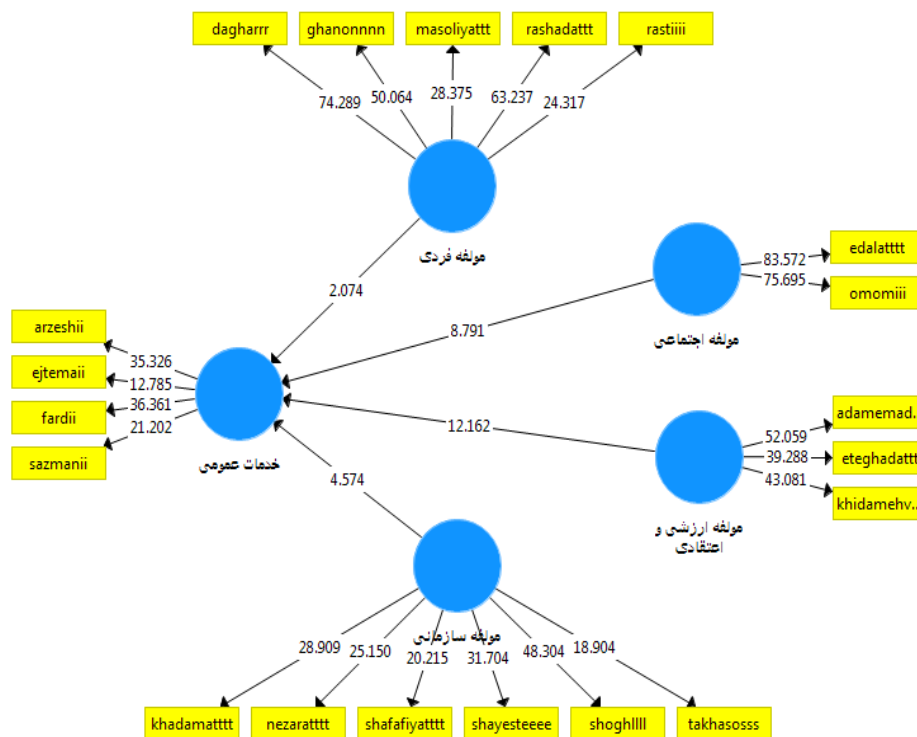 dagharrr
ghanonnnn
masoliyattt
rashadattt
rastiiii
74.289
50.064
28.375
63.237
24.317
مولفه فردی
2.074
edalatttt
omomiii
83.572
75.695
مولفه اجتماعی
8.791
arzeshii
ejtemaii
fardii
sazmanii
35.326
12.785
36.361
21.202
خدمات عمومی
12.162
adamemad..
eteghadattt
khidamehv..
52.059
39.288
43.081
مولفه ارزشی و
اعتقادی
4.574
مولفه سازمانی
28.909
25.150
20.215
31.704
48.304
18.904
khadamatttt
nezaratttt
shafafiyatttt
shayesteeee
shoghllll
takhasosss